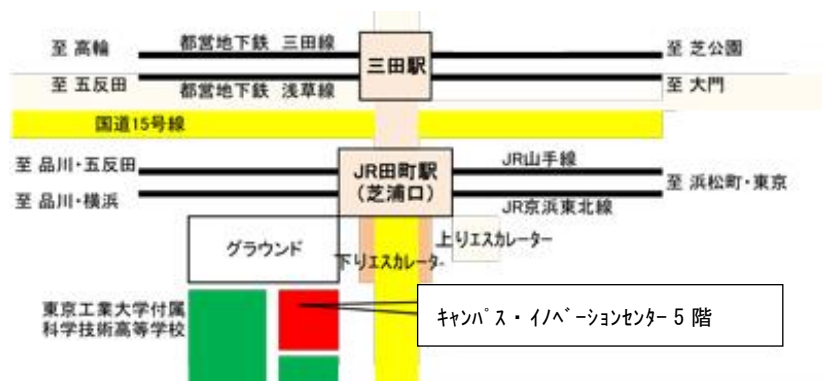 至 高輪
都営地下鉄 三田線
三田駅
至 芝公園
至 五反田
都営地下鉄 浅草線
至 大門
国道15号線
至 品川・五反田
JR田町駅
(芝浦口)
JR山手線
至 浜松町・東京
至 品川・横浜
JR京浜東北線
グラウンド
下りエスカレータ-
上りエスカレーター
東京工業大学付属
科学技術高等学校
キャンパス・イノベーションセンター 5 階